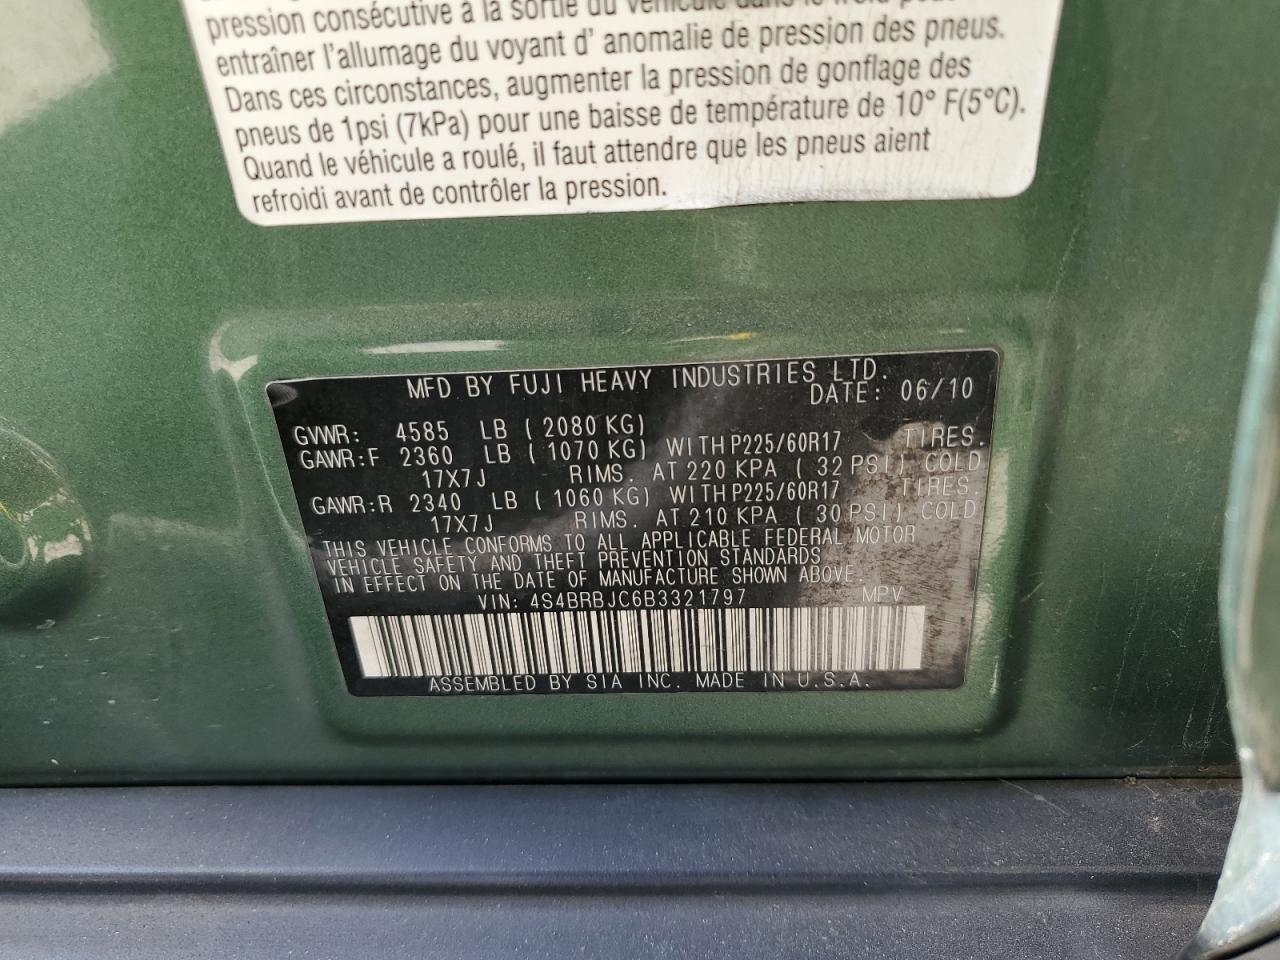 pression consécutive à la sortie du véhicule dans le froid peut
entraîner l'allumage du voyant d' anomalie de pression des pneus.
Dans ces circonstances, augmenter la pression de gonflage des
pneus de 1psi (7kPa) pour une baisse de température de 10° F(5°C).
Quand le véhicule a roulé, il faut attendre que les pneus aient
refroidi avant de contrôler la pression.
MFD BY FUJI HEAVY INDUSTRIES LTD.
DATE: 06/10
GVWR: 4585 LB ( 2080 KG)
GAWR:F 2360 LB ( 1070 KG) WITH P225/60R17 TIRES.
17X7J RIMS. AT 220 KPA ( 32 PSI) COLD
GAWR:R 2340 LB ( 1060 KG) WITH P225/60R17 TIRES.
17X7J RIMS. AT 210 KPA ( 30 PSI) COLD
THIS VEHICLE CONFORMS TO ALL APPLICABLE FEDERAL MOTOR
VEHICLE SAFETY AND THEFT PREVENTION STANDARDS
IN EFFECT ON THE DATE OF MANUFACTURE SHOWN ABOVE.
VIN: 4S4BRBJC6B3321797 MPV
ASSEMBLED BY SIA INC. MADE IN U.S.A.